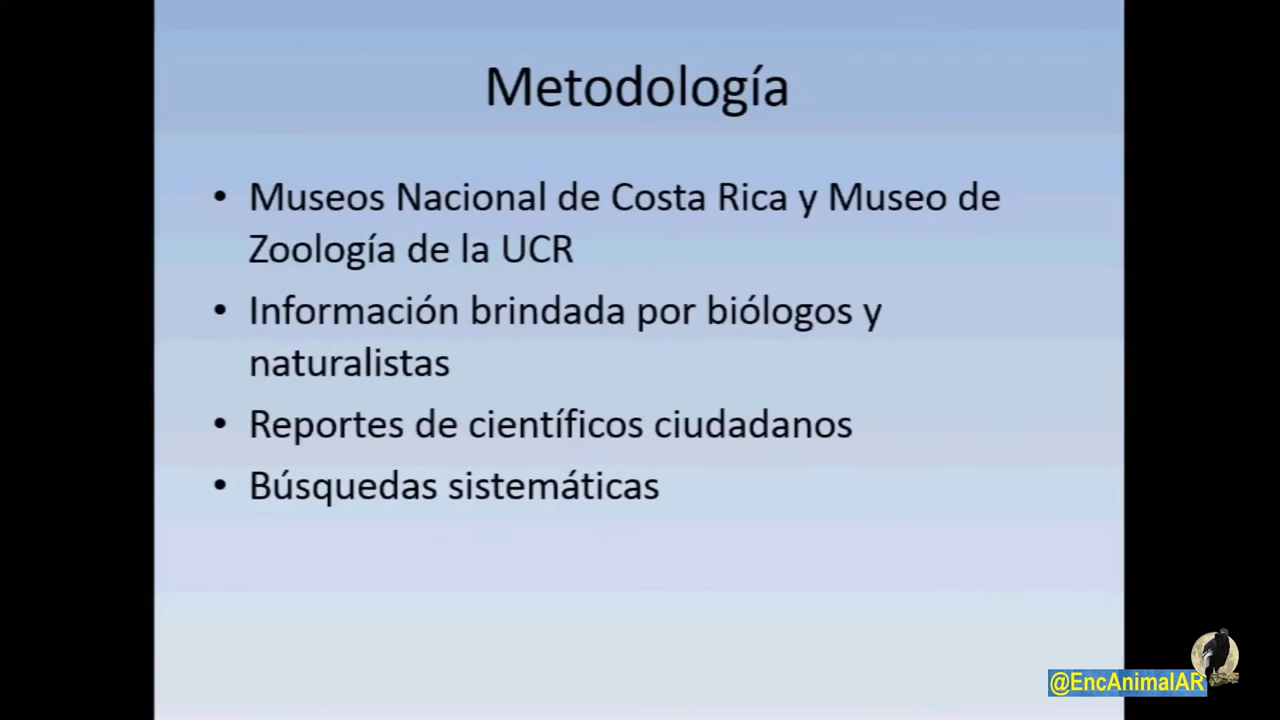 Metodología
• Museos Nacional de Costa Rica y Museo de
Zoología de la UCR
• Información brindada por biólogos y
naturalistas
• Reportes de científicos ciudadanos
• Búsquedas sistemáticas
@EncAnimalAR